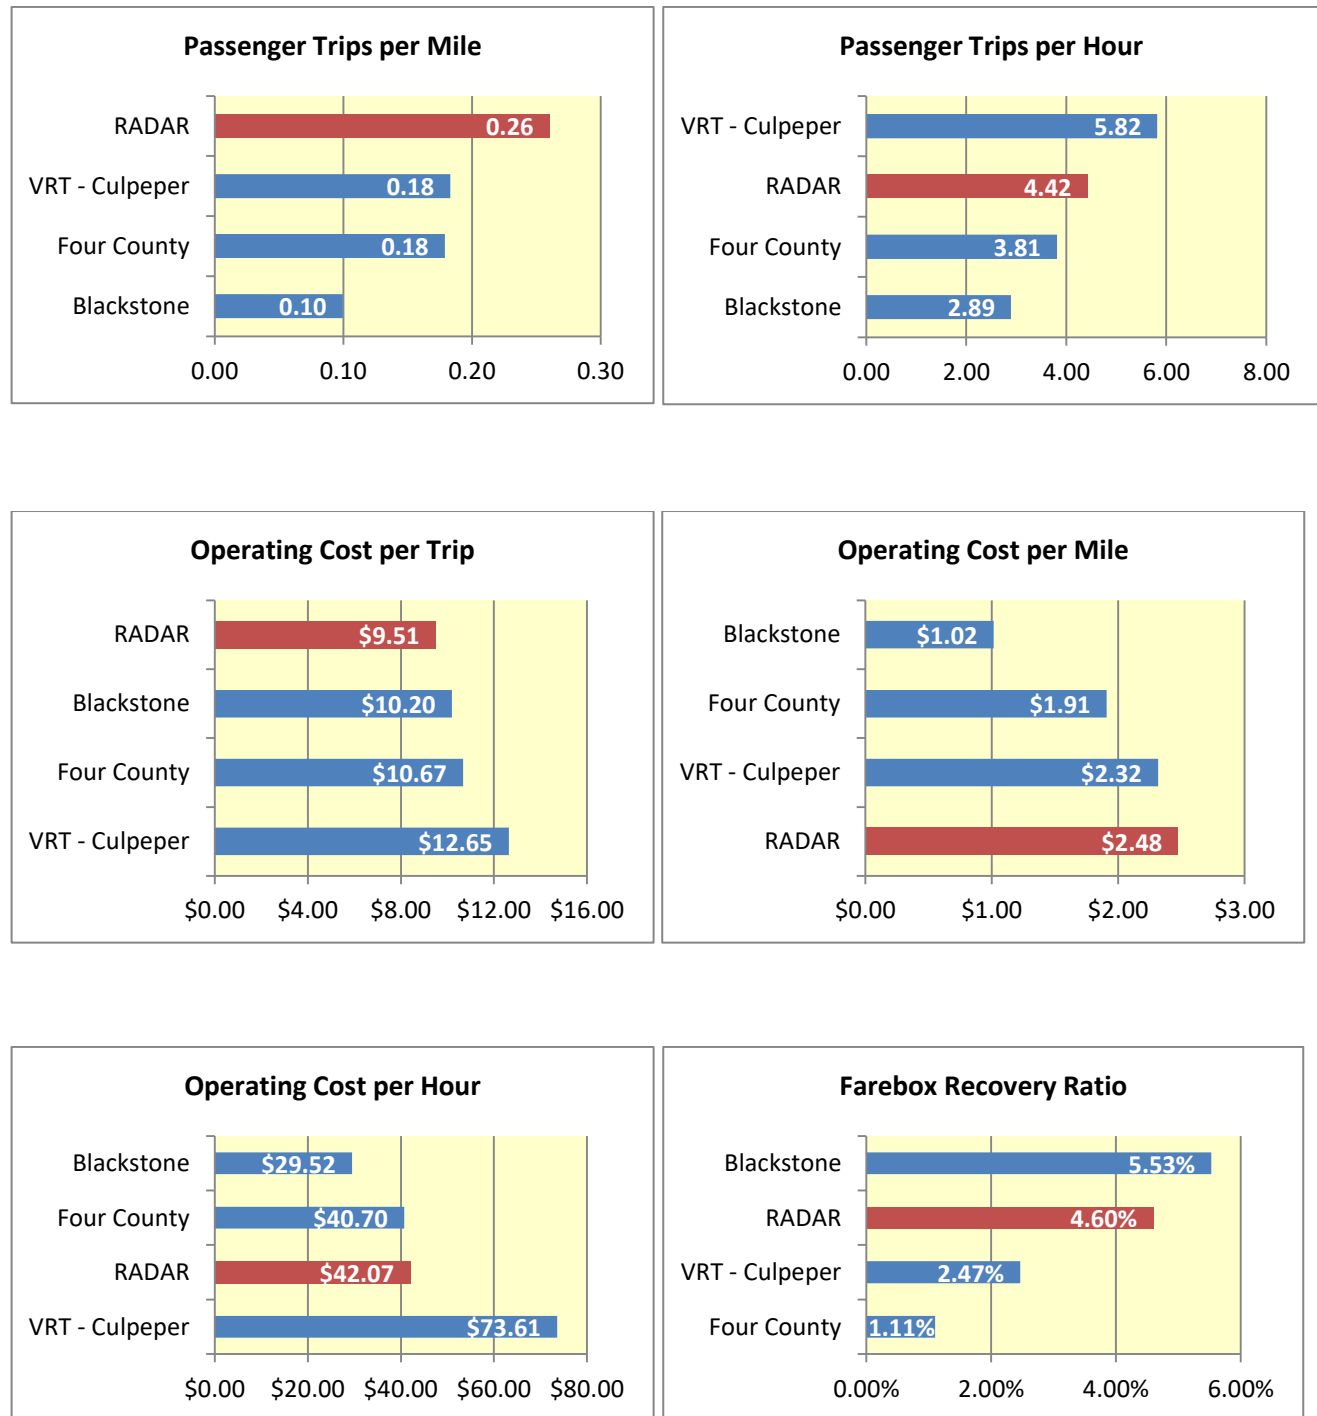 Passenger Trips per Mile
RADAR 0.26
VRT - Culpeper 0.18
Four County 0.18
Blackstone 0.10
0.00 0.10 0.20 0.30
Passenger Trips per Hour
VRT - Culpeper 5.82
RADAR 4.42
Four County 3.81
Blackstone 2.89
0.00 2.00 4.00 6.00 8.00
Operating Cost per Trip
RADAR $9.51
Blackstone $10.20
Four County $10.67
VRT - Culpeper $12.65
$0.00 $4.00 $8.00 $12.00 $16.00
Operating Cost per Mile
Blackstone $1.02
Four County $1.91
VRT - Culpeper $2.32
RADAR $2.48
$0.00 $1.00 $2.00 $3.00
Operating Cost per Hour
Blackstone $29.52
Four County $40.70
RADAR $42.07
VRT - Culpeper $73.61
$0.00 $20.00 $40.00 $60.00 $80.00
Farebox Recovery Ratio
Blackstone 5.53%
RADAR 4.60%
VRT - Culpeper 2.47%
Four County 1.11%
0.00% 2.00% 4.00% 6.00%